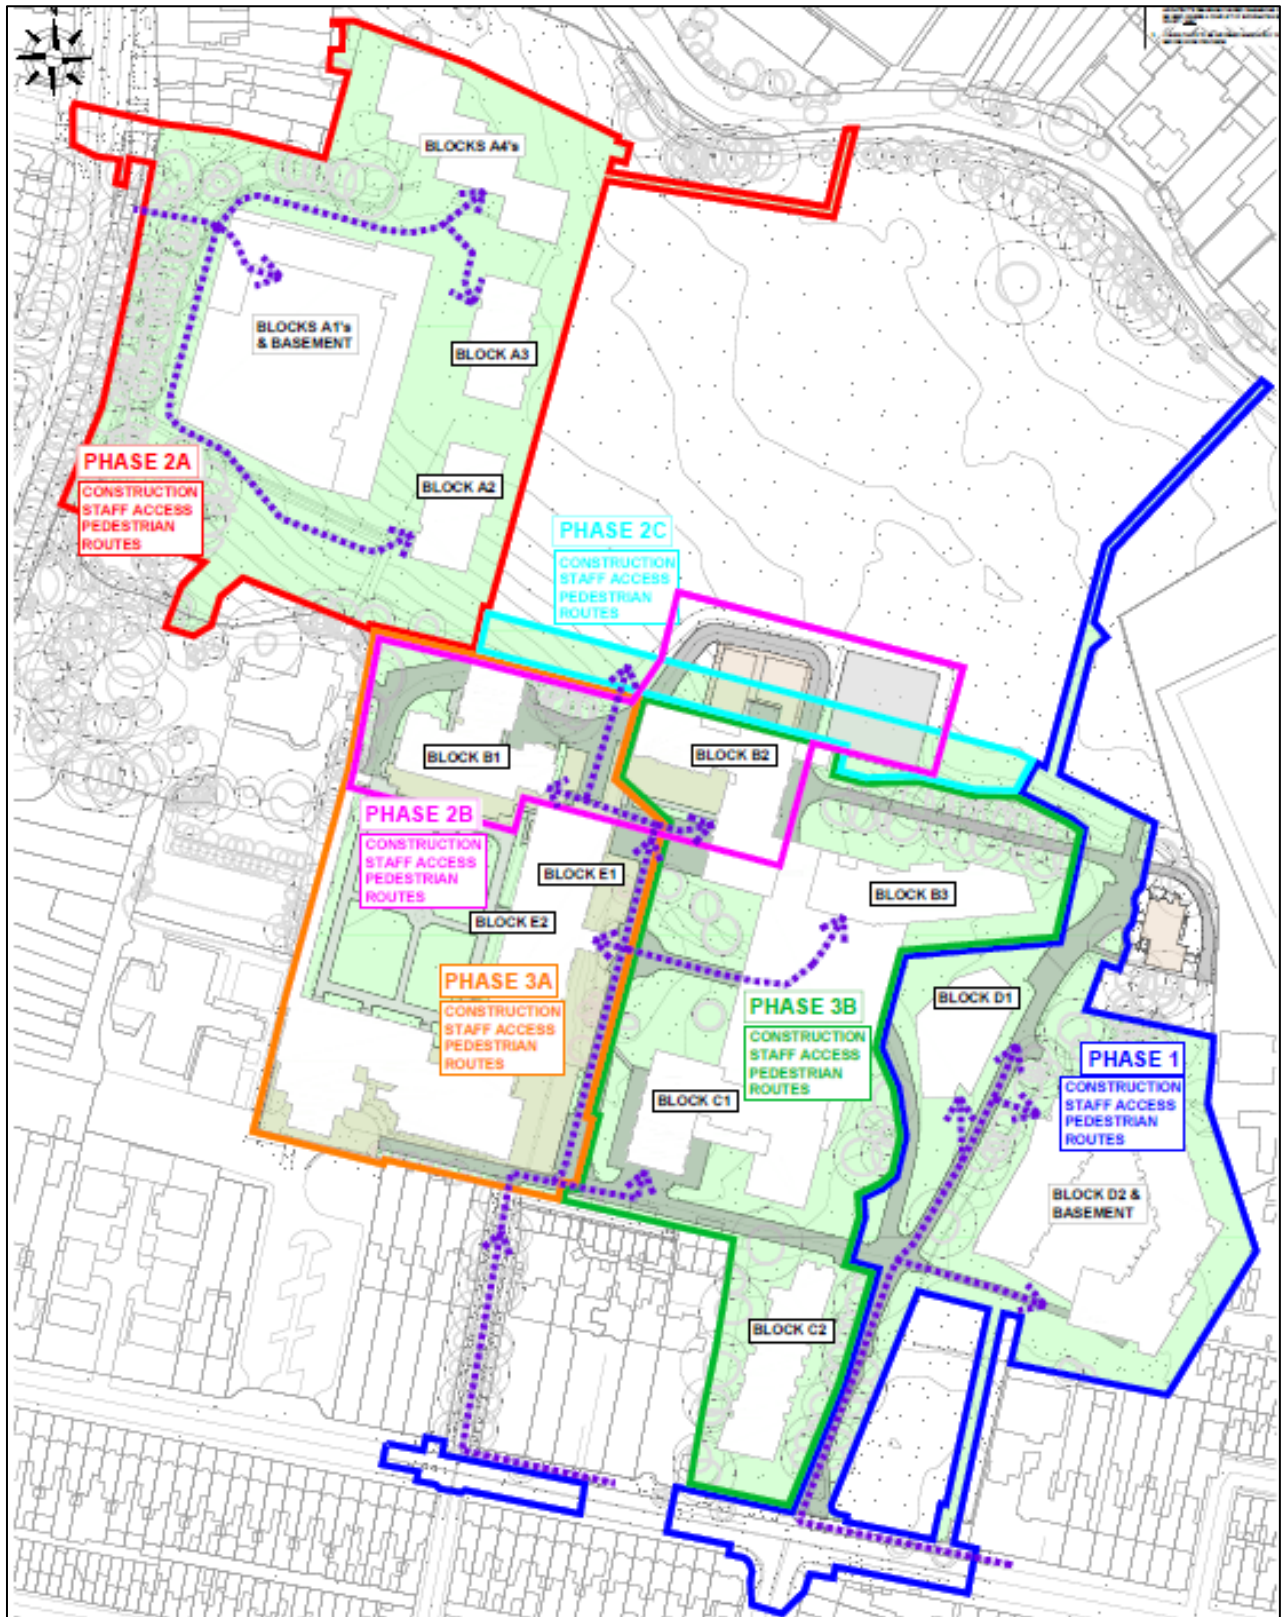 BLOCKS A4's
BLOCKS A1's
& BASEMENT
BLOCK A3
PHASE 2A
CONSTRUCTION
STAFF ACCESS
PEDESTRIAN
ROUTES
BLOCK A2
PHASE 2C
CONSTRUCTION
STAFF ACCESS
PEDESTRIAN
ROUTES
BLOCK B1
BLOCK B2
PHASE 2B
CONSTRUCTION
STAFF ACCESS
PEDESTRIAN
ROUTES
BLOCK E1
BLOCK E2
BLOCK B3
PHASE 3A
CONSTRUCTION
STAFF ACCESS
PEDESTRIAN
ROUTES
BLOCK D1
PHASE 3B
CONSTRUCTION
STAFF ACCESS
PEDESTRIAN
ROUTES
PHASE 1
CONSTRUCTION
STAFF ACCESS
PEDESTRIAN
ROUTES
BLOCK C1
BLOCK D2 &
BASEMENT
BLOCK C2